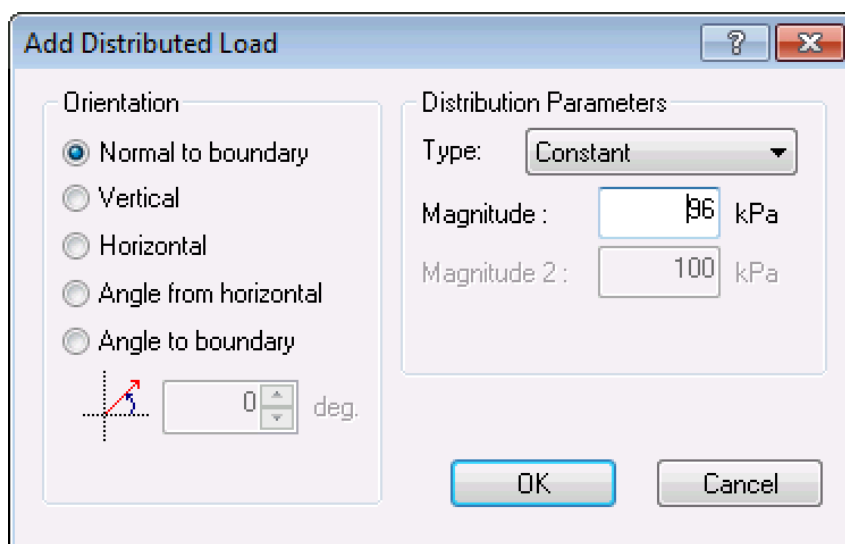 Add Distributed Load
?
Orientation
Normal to boundary
Vertical
Horizontal
Angle from horizontal
Angle to boundary
0 deg.
Distribution Parameters
Type: Constant
Magnitude : 96 kPa
Magnitude 2 : 100 kPa
OK Cancel